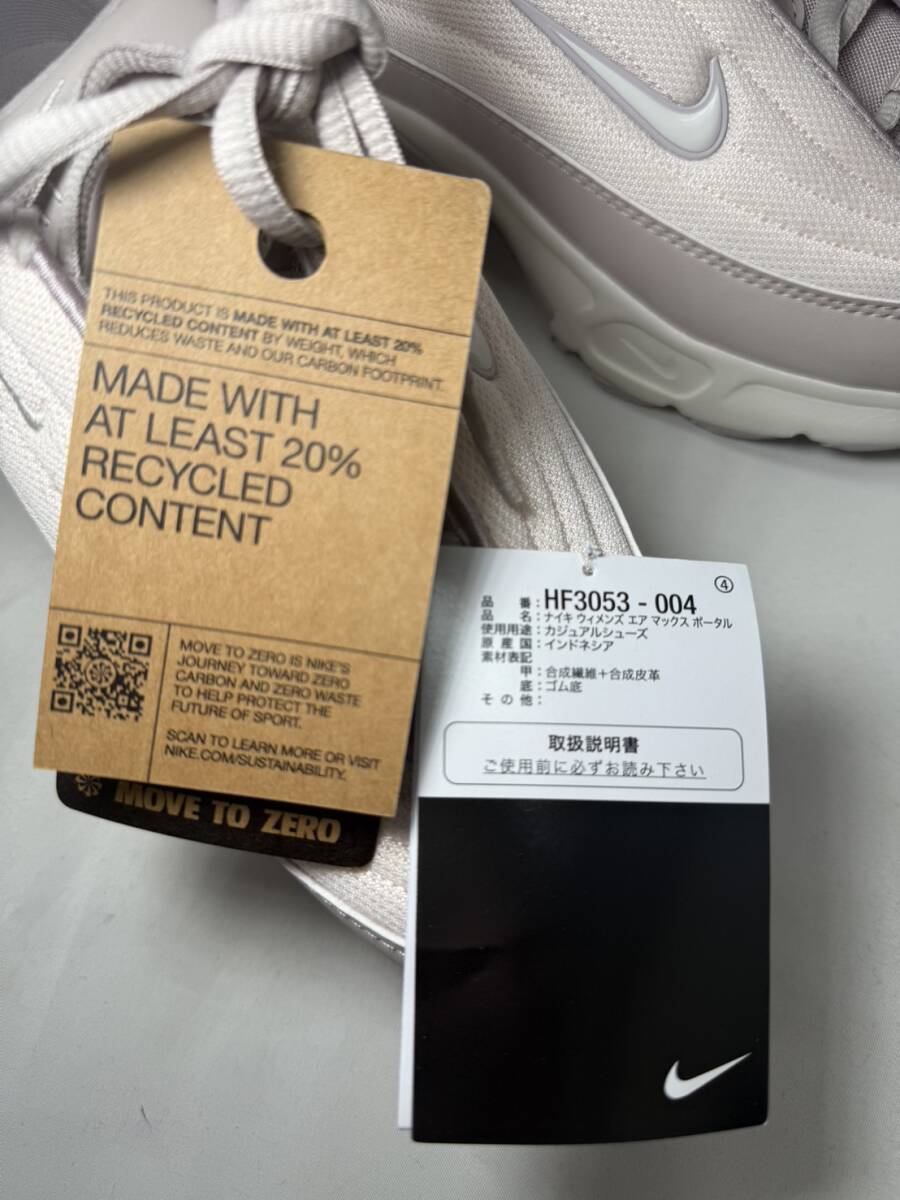 THIS PRODUCT IS MADE WITH AT LEAST 20%
RECYCLED CONTENT BY WEIGHT, WHICH
REDUCES WASTE AND OUR CARBON FOOTPRINT.
MADE WITH
AT LEAST 20%
RECYCLED
CONTENT
MOVE TO ZERO IS NIKE'S
JOURNEY TOWARD ZERO
CARBON AND ZERO WASTE
TO HELP PROTECT THE
FUTURE OF SPORT.
SCAN TO LEARN MORE OR VISIT
NIKE.COM/SUSTAINABILITY.
MOVE TO ZERO
④
品 番：HF3053 - 004
品 名：ナイキ ウィメンズ エア マックス ポータル
使用用途：カジュアルシューズ
原 産 国：インドネシア
素材表記
甲：合成繊維＋合成皮革
底：ゴム底
そ の 他：
取扱説明書
ご使用前に必ずお読み下さい